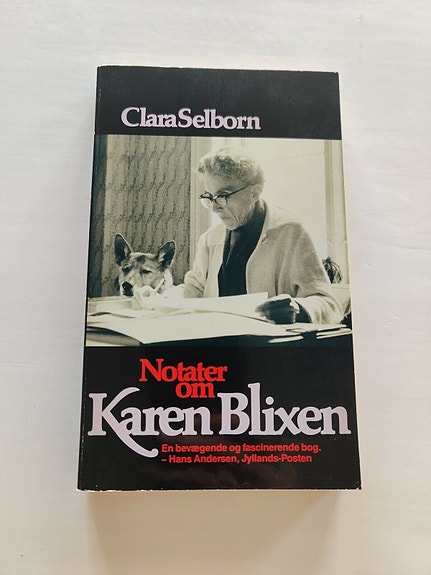 Clara Selborn
Notater
om
Karen Blixen
En bevægende og fascinerende bog.
– Hans Andersen, Jyllands-Posten